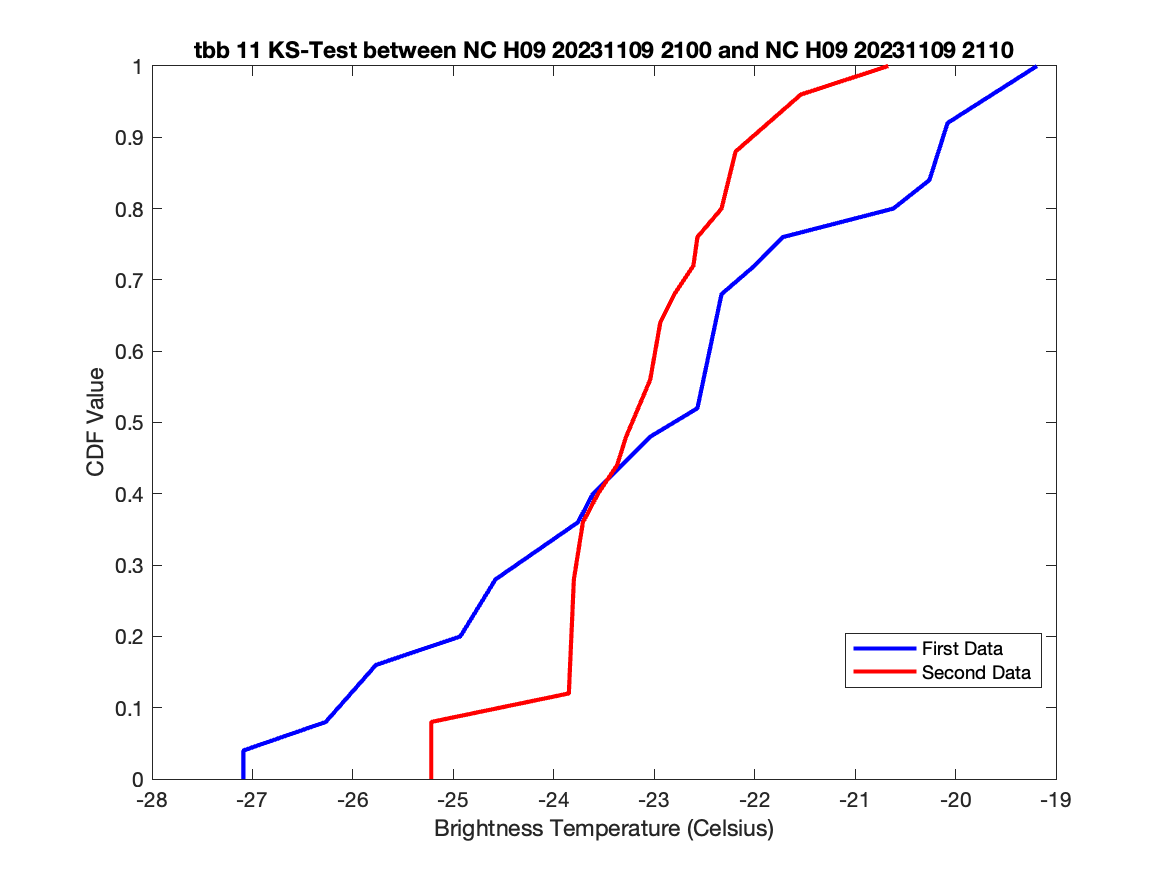 tbb 11 KS-Test between NC H09 20231109 2100 and NC H09 20231109 2110
1
0.9
0.8
0.7
0.6
0.5
0.4
0.3
0.2
0.1
0
CDF Value
First Data
Second Data
-28 -27 -26 -25 -24 -23 -22 -21 -20 -19
Brightness Temperature (Celsius)